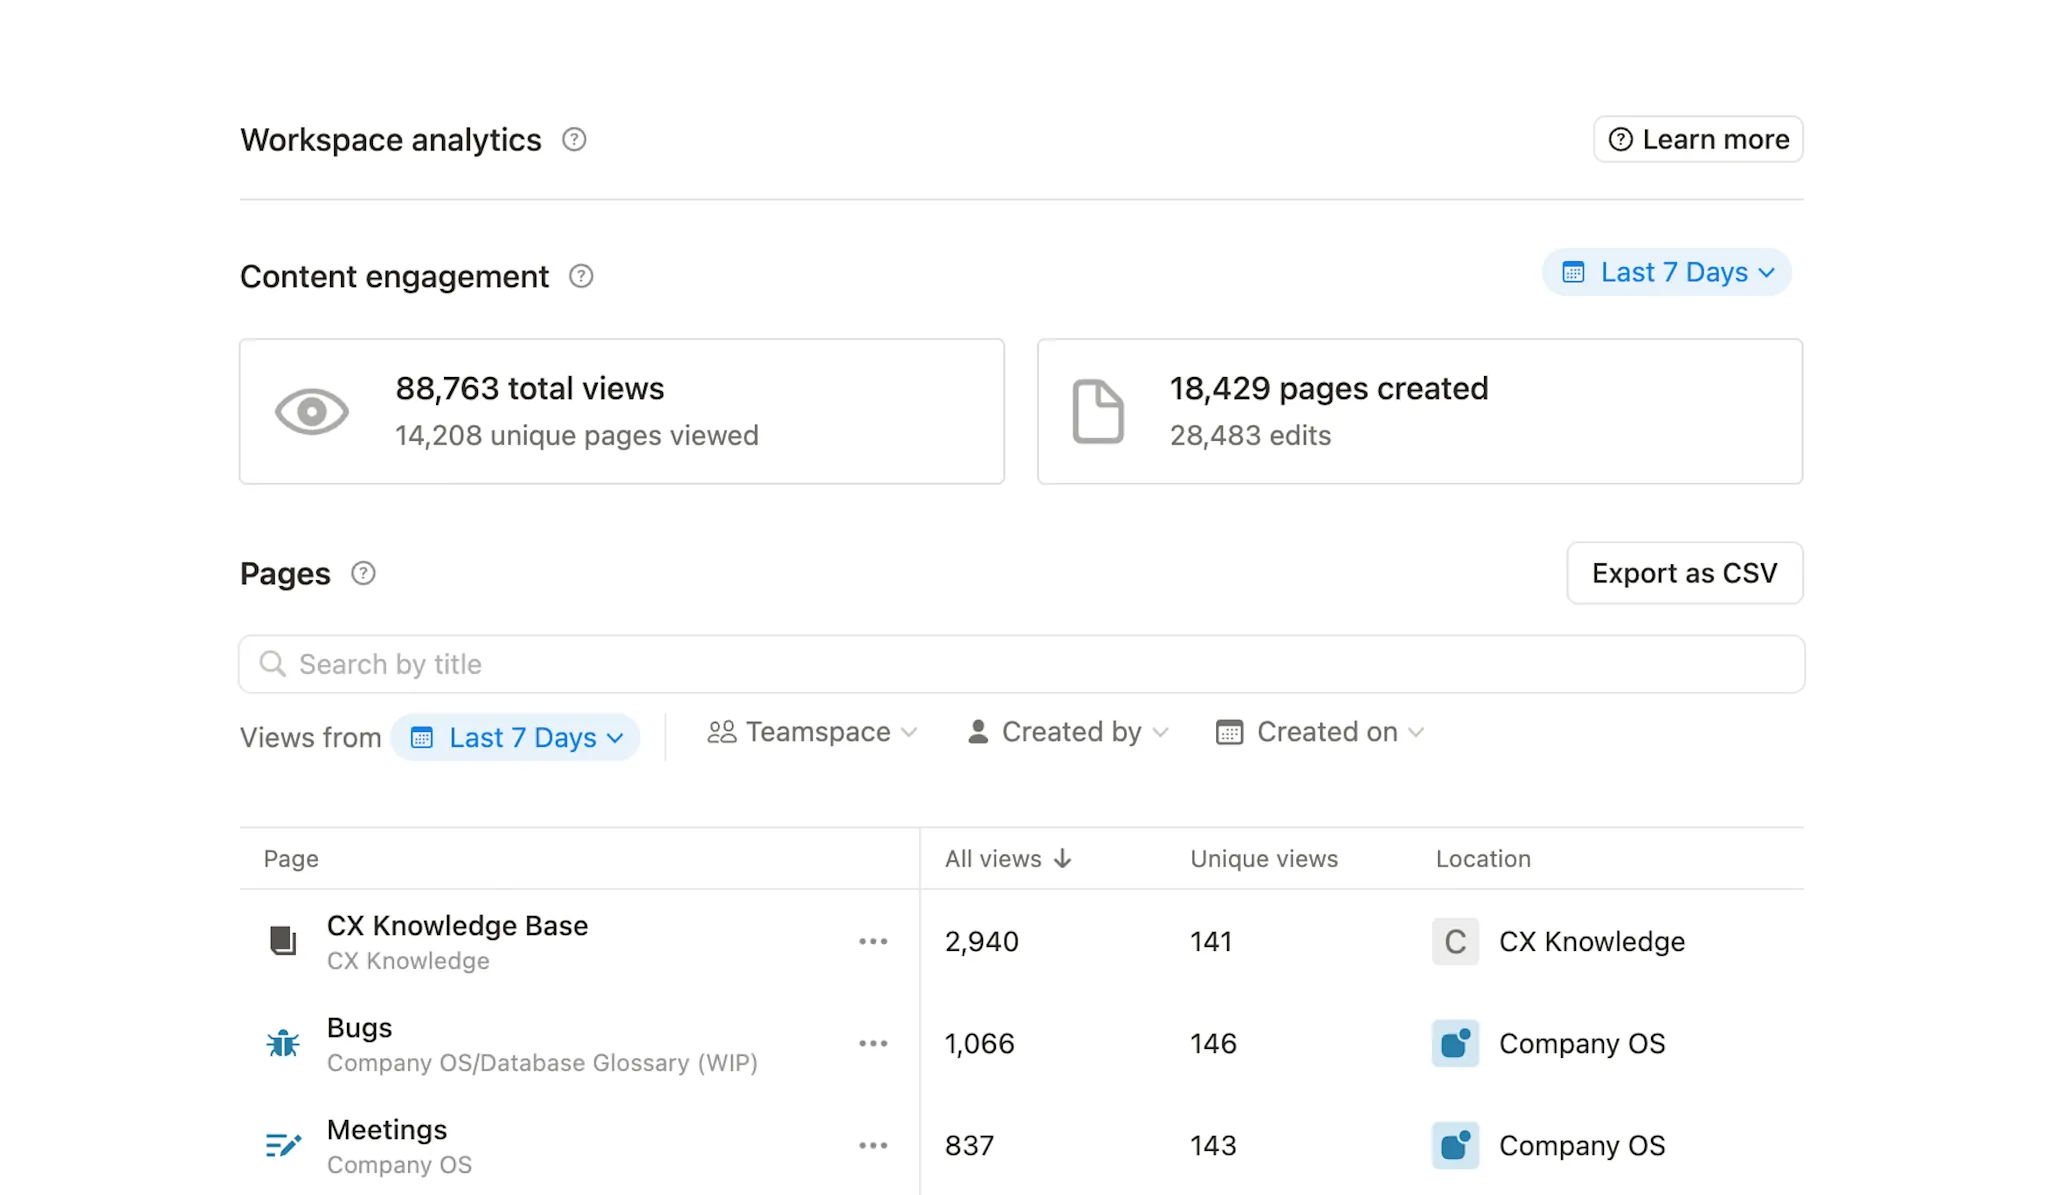 Workspace analytics
Learn more
Content engagement
Last 7 Days
88,763 total views
14,208 unique pages viewed
18,429 pages created
28,483 edits
Pages
Export as CSV
Search by title
Views from Last 7 Days Teamspace Created by Created on
Page All views Unique views Location
CX Knowledge Base
CX Knowledge
2,940 141 C CX Knowledge
Bugs
Company OS/Database Glossary (WIP)
1,066 146 Company OS
Meetings
Company OS
837 143 Company OS